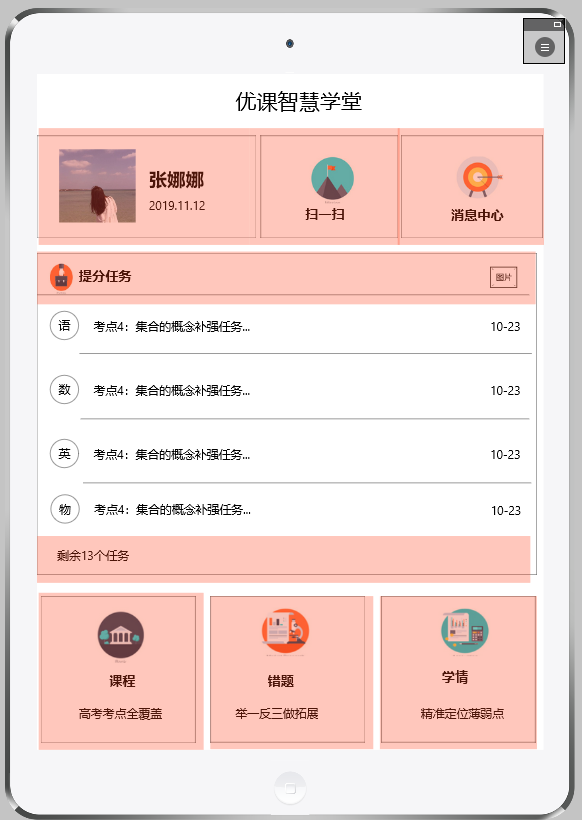 优课智慧学堂
张娜娜
2019.11.12
扫一扫
消息中心
提分任务
图片
语 考点4：集合的概念补强任务... 10-23
数 考点4：集合的概念补强任务... 10-23
英 考点4：集合的概念补强任务... 10-23
物 考点4：集合的概念补强任务... 10-23
剩余13个任务
课程
高考考点全覆盖
错题
举一反三做拓展
学情
精准定位薄弱点